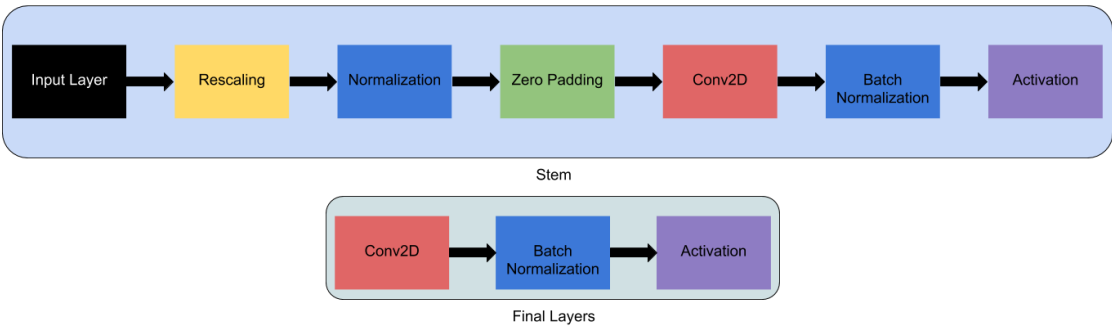 Input Layer
Rescaling
Normalization
Zero Padding
Conv2D
Batch
Normalization
Activation
Stem
Conv2D
Batch
Normalization
Activation
Final Layers